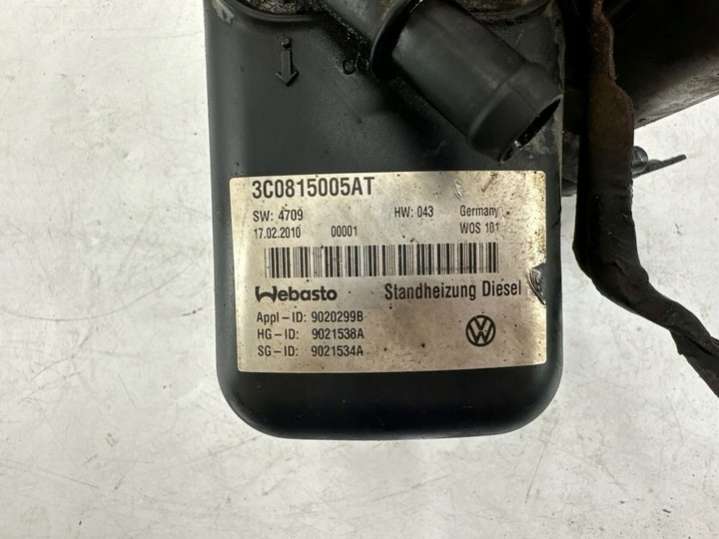 3C0815005AT
SW: 4709 HW: 043 Germany
17.02.2010 00001 WOS 101
Webasto Standheizung Diesel
Appl-ID: 9020299B
HG-ID: 9021538A
SG-ID: 9021534A